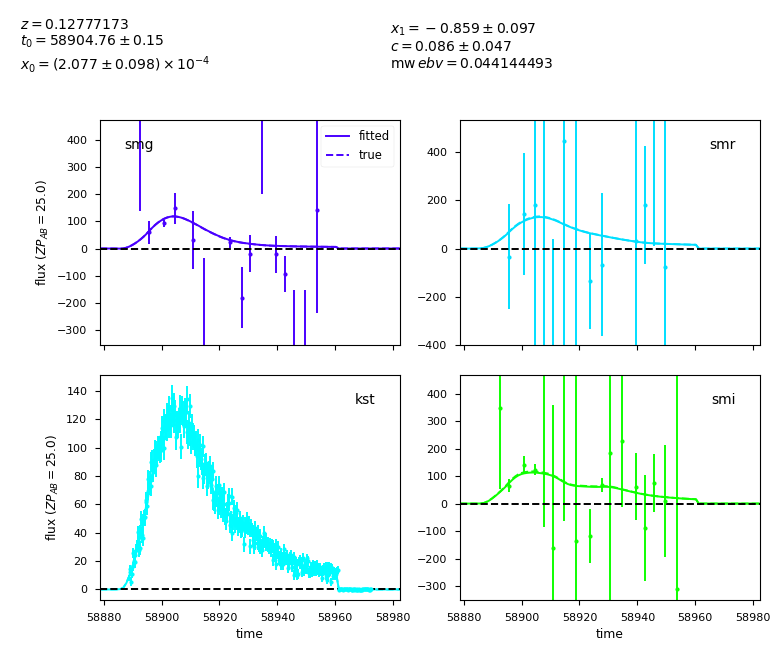 z = 0.12777173
t₀ = 58904.76 ± 0.15
x₀ = (2.077 ± 0.098) × 10⁻⁴
x₁ = −0.859 ± 0.097
c = 0.086 ± 0.047
mw ebv = 0.044144493
smg
fitted
true
400
300
200
100
0
−100
−200
−300
flux (ZP_AB = 25.0)
smr
400
200
0
−200
−400
kst
140
120
100
80
60
40
20
0
flux (ZP_AB = 25.0)
58880 58900 58920 58940 58960 58980
time
smi
400
300
200
100
0
−100
−200
−300
58880 58900 58920 58940 58960 58980
time